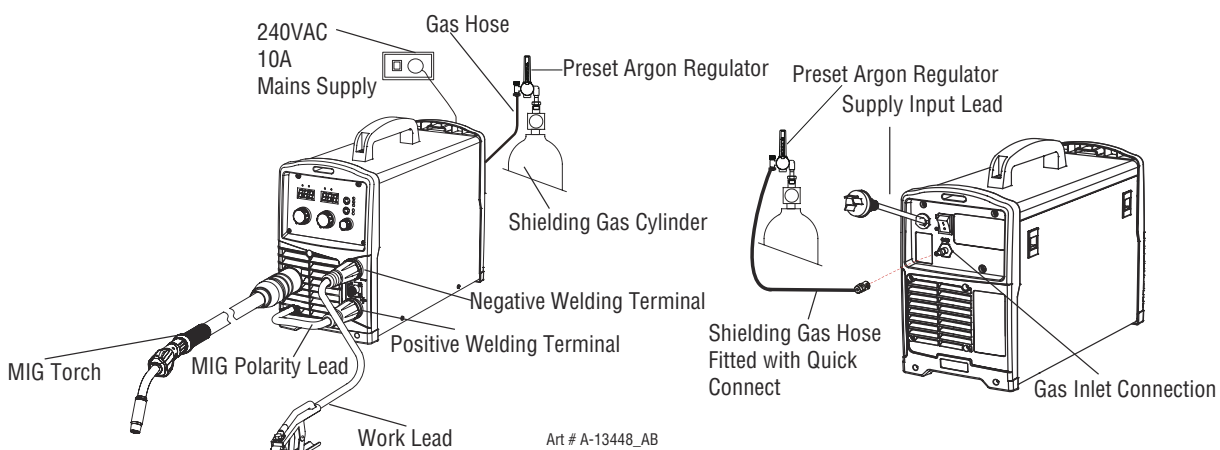 240VAC
10A
Mains Supply
Gas Hose
Preset Argon Regulator
Shielding Gas Cylinder
Negative Welding Terminal
Positive Welding Terminal
MIG Polarity Lead
MIG Torch
Work Lead
Art # A-13448_AB
Preset Argon Regulator
Supply Input Lead
Shielding Gas Hose
Fitted with Quick
Connect
Gas Inlet Connection